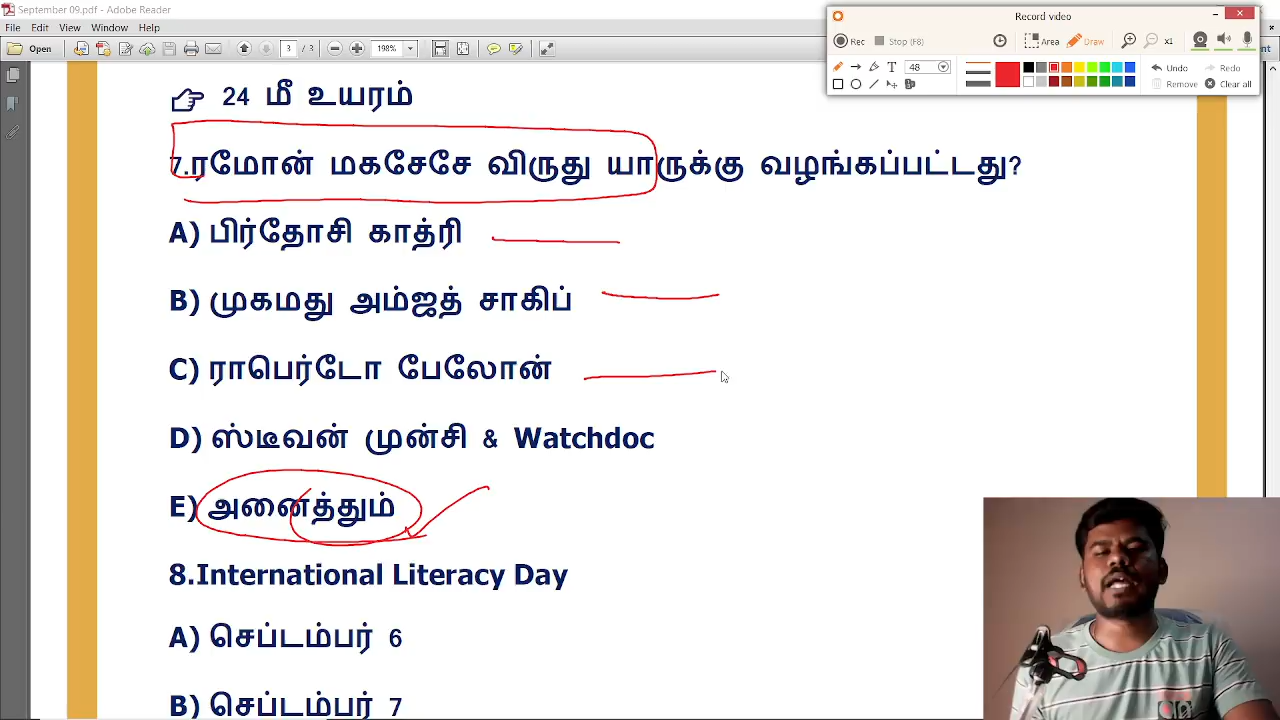 September 09.pdf - Adobe Reader
File Edit View Window Help
Open 3 / 3 198%
Record video
Rec Stop (F8) Area Draw x1
T 48 Undo Redo
Remove Clear all
24 மீ உயரம்
7.ரமோன் மகசேசே விருது யாருக்கு வழங்கப்பட்டது?
A) பிர்தோசி காத்ரி
B) முகமது அம்ஜத் சாகிப்
C) ராபெர்டோ பேலோன்
D) ஸ்டீவன் முன்சி & Watchdoc
E) அனைத்தும்
8.International Literacy Day
A) செப்டம்பர் 6
B) செப்டம்பர் 7